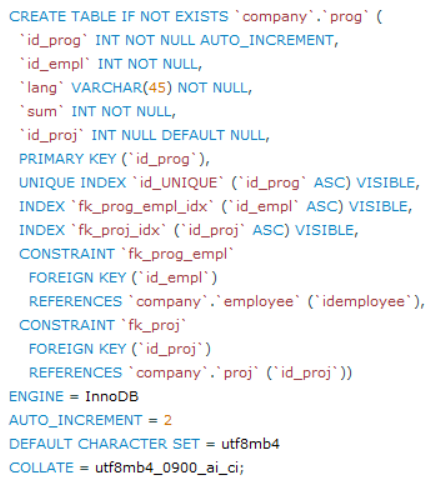 CREATE TABLE IF NOT EXISTS `company`.`prog` (
`id_prog` INT NOT NULL AUTO_INCREMENT,
`id_empl` INT NOT NULL,
`lang` VARCHAR(45) NOT NULL,
`sum` INT NOT NULL,
`id_proj` INT NULL DEFAULT NULL,
PRIMARY KEY (`id_prog`),
UNIQUE INDEX `id_UNIQUE` (`id_prog` ASC) VISIBLE,
INDEX `fk_prog_empl_idx` (`id_empl` ASC) VISIBLE,
INDEX `fk_proj_idx` (`id_proj` ASC) VISIBLE,
CONSTRAINT `fk_prog_empl`
FOREIGN KEY (`id_empl`)
REFERENCES `company`.`employee` (`idemployee`),
CONSTRAINT `fk_proj`
FOREIGN KEY (`id_proj`)
REFERENCES `company`.`proj` (`id_proj`))
ENGINE = InnoDB
AUTO_INCREMENT = 2
DEFAULT CHARACTER SET = utf8mb4
COLLATE = utf8mb4_0900_ai_ci;